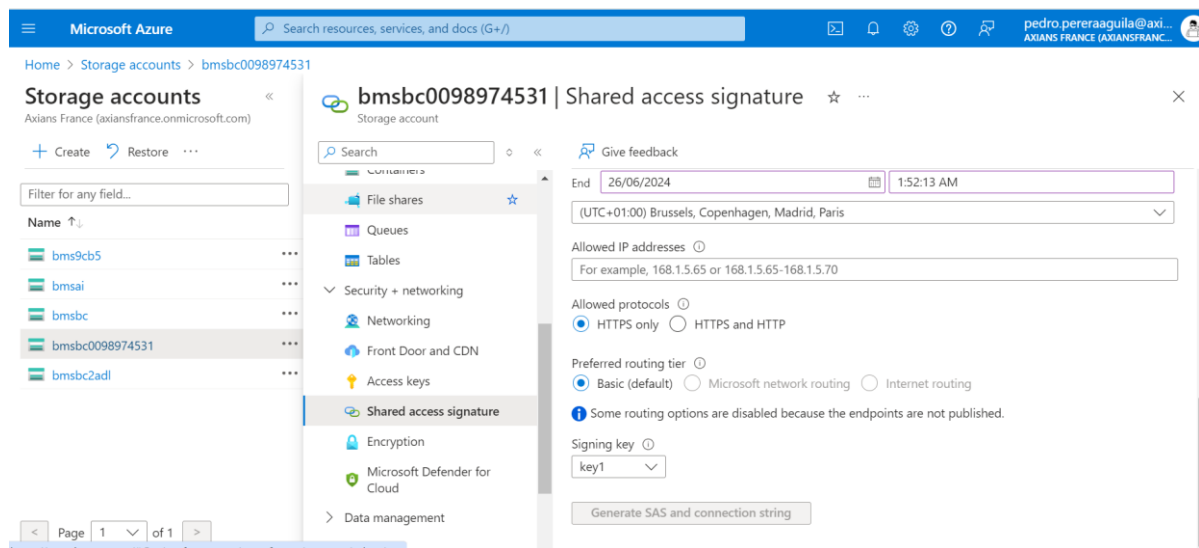 Microsoft Azure
Search resources, services, and docs (G+/)
pedro.pereraaguila@axi...
AXIANS FRANCE (AXIANSFRANC...
Home > Storage accounts > bmsbc0098974531
Storage accounts
Axians France (axiansfrance.onmicrosoft.com)
+ Create Restore ...
Filter for any field...
Name ↑↓
bms9cb5 ...
bmsai ...
bmsbc ...
bmsbc0098974531 ...
bmsbc2adl ...
< Page 1 of 1 >
bmsbc0098974531 | Shared access signature ...
Storage account
Search
Containers
File shares
Queues
Tables
Security + networking
Networking
Front Door and CDN
Access keys
Shared access signature
Encryption
Microsoft Defender for
Cloud
Data management
Give feedback
End 26/06/2024 1:52:13 AM
(UTC+01:00) Brussels, Copenhagen, Madrid, Paris
Allowed IP addresses
For example, 168.1.5.65 or 168.1.5.65-168.1.5.70
Allowed protocols
HTTPS only HTTPS and HTTP
Preferred routing tier
Basic (default) Microsoft network routing Internet routing
Some routing options are disabled because the endpoints are not published.
Signing key
key1
Generate SAS and connection string